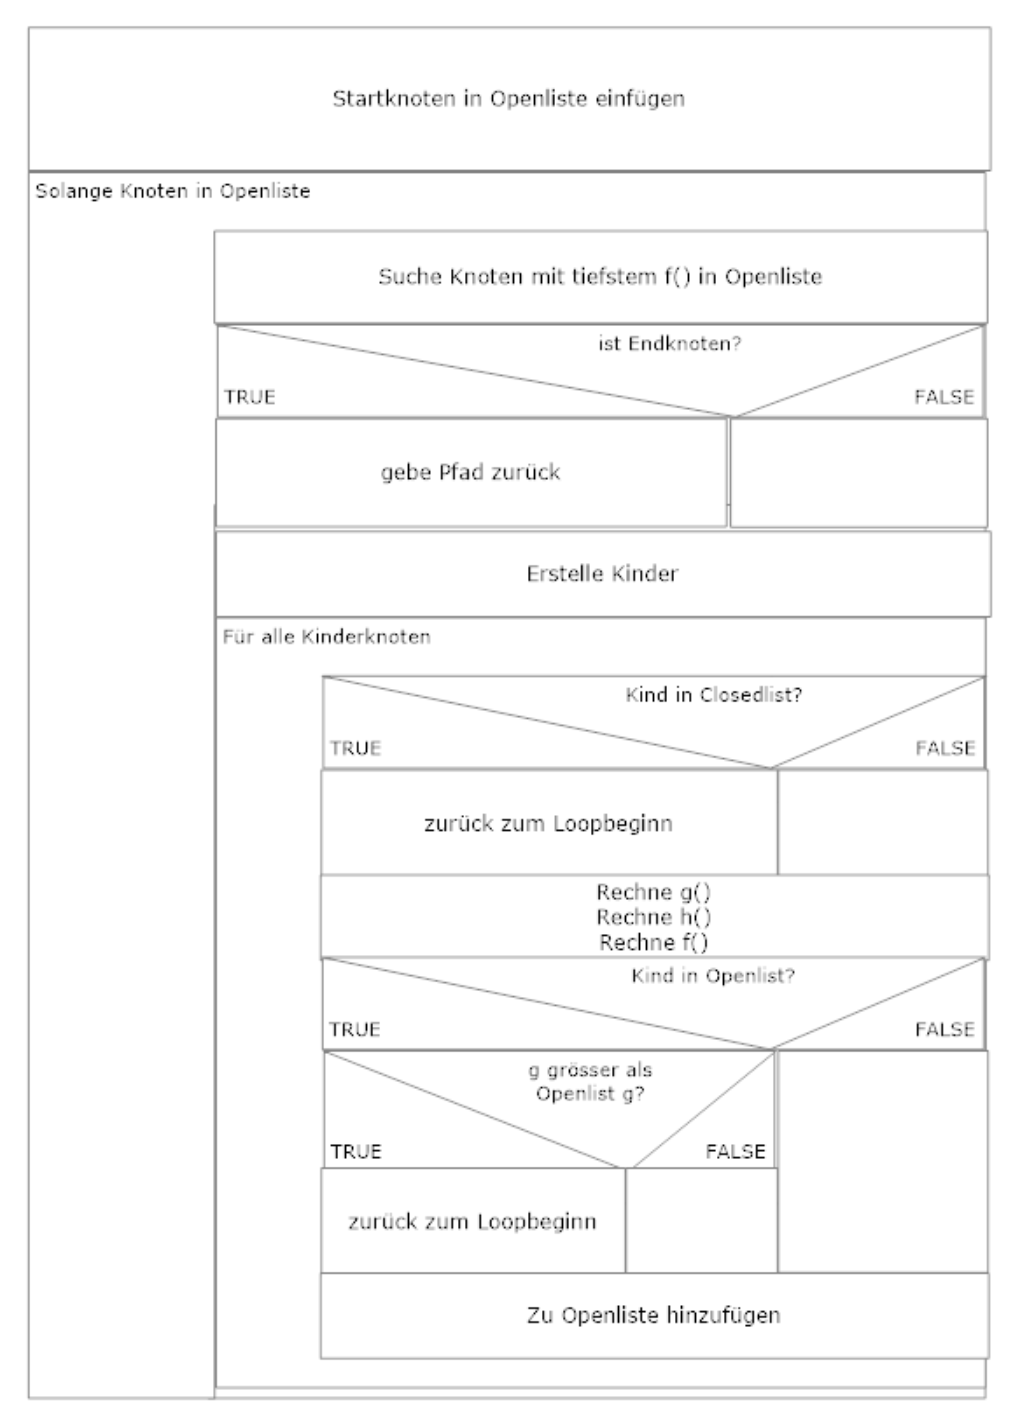 Startknoten in Openliste einfügen
Solange Knoten in Openliste
Suche Knoten mit tiefstem f() in Openliste
ist Endknoten?
TRUE
FALSE
gebe Pfad zurück
Erstelle Kinder
Für alle Kinderknoten
Kind in Closedlist?
TRUE
FALSE
zurück zum Loopbeginn
Rechne g()
Rechne h()
Rechne f()
Kind in Openlist?
TRUE
FALSE
g grösser als
Openlist g?
TRUE
FALSE
zurück zum Loopbeginn
Zu Openliste hinzufügen